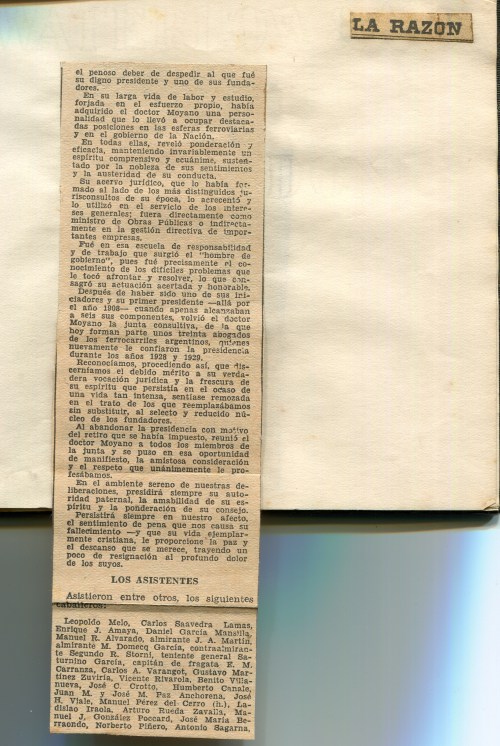 LA RAZON
el penoso deber de despedir al que fué
su digno presidente y uno de sus funda-
dores.
En su larga vida de labor y estudio,
forjada en el esfuerzo propio, había
adquirido el doctor Moyano una perso-
nalidad que lo llevó a ocupar destaca-
das posiciones en las esferas ferroviarias
y en el gobierno de la Nación.
En todas ellas, reveló ponderación y
eficacia, manteniendo invariablemente un
espíritu comprensivo y ecuánime, susten-
tado por la nobleza de sus sentimientos
y la austeridad de su conducta.
Su acervo jurídico, que lo había for-
mado al lado de los más distinguidos ju-
risconsultos de su época, lo acrecentó y
lo utilizó en el servicio de los intere-
ses generales; fuera directamente como
ministro de Obras Públicas o indirecta-
mente en la gestión directiva de impor-
tantes empresas.
Fué en esa escuela de responsabilidad
y de trabajo que surgió el "hombre de
gobierno", pues fué precisamente el co-
nocimiento de los difíciles problemas que
le tocó afrontar y resolver, lo que con-
sagró su actuación acertada y honorable.
Después de haber sido uno de sus ini-
ciadores y su primer presidente —allá por
el año 1908— cuando apenas alcanzaban
a seis sus componentes, volvió el doctor
Moyano la junta consultiva, de la que
hoy forman parte unos treinta abogados
de los ferrocarriles argentinos, quienes
nuevamente le confiaron la presidencia
durante los años 1928 y 1929.
Reconocíamos, procediendo así, que dis-
cerníamos el debido mérito a su verda-
dera vocación jurídica y la frescura de
su espíritu que persistía en el ocaso de
una vida tan intensa, sentíase remozada
en el trato de los que reemplazábamos
sin substituir, al selecto y reducido nú-
cleo de los fundadores.
Al abandonar la presidencia con motivo
del retiro que se había impuesto, reunió el
doctor Moyano a todos los miembros de
la junta y se puso en esa oportunidad
de manifiesto, la amistosa consideración
y el respeto que unánimemente le pro-
fesábamos.
En el ambiente sereno de nuestras de-
liberaciones, presidirá siempre su auto-
ridad paternal, la amabilidad de su es-
píritu y la ponderación de su consejo.
Persistirá siempre en nuestro afecto,
el sentimiento de pena que nos causa su
fallecimiento —y que su vida ejemplar-
mente cristiana, le proporcione la paz y
el descanso que se merece, trayendo un
poco de resignación al profundo dolor
de los suyos.
LOS ASISTENTES
Asistieron entre otros, los siguientes
caballeros:
Leopoldo Melo, Carlos Saavedra Lamas,
Enrique J. Amaya, Daniel García Mansilla,
Manuel R. Alvarado, almirante J. A. Martín,
almirante M. Domecq García, contraalmiran-
te Segundo R. Storni, teniente general Sa-
turnino García, capitán de fragata E. M.
Carranza, Carlos A. Varangot, Gustavo Mar-
tínez Zuviría, Vicente Rivarola, Benito Villa-
nueva, José C. Crotto, Humberto Canale,
Juan M. y José M. Paz Anchorena, José
H. Viale, Manuel Pérez del Cerro (h.), La-
dislao Iraola, Arturo Rueda Zavalla, Ma-
nuel J. González Poccard, José María Be-
rraondo, Norberto Piñero, Antonio Sagarna,